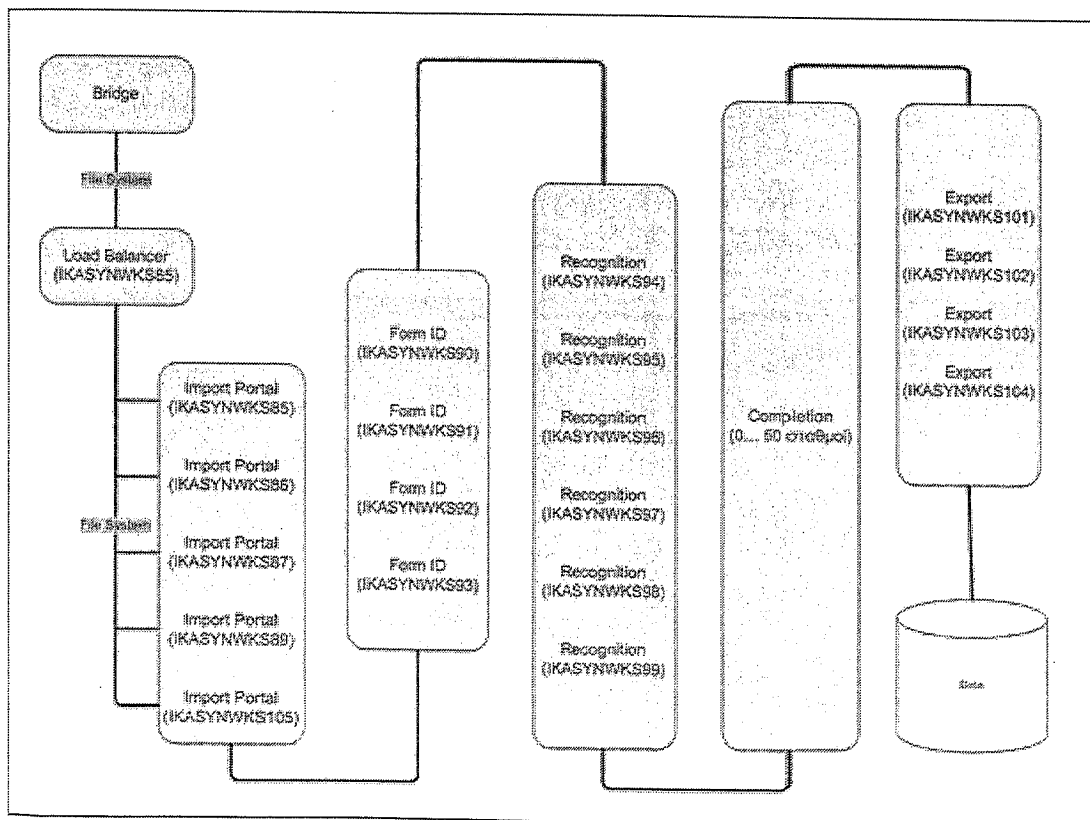 Bridge
File System
Load Balancer
(IKASYNWKS85)
Import Portal
(IKASYNWKS85)
Import Portal
(IKASYNWKS86)
File System
Import Portal
(IKASYNWKS87)
Import Portal
(IKASYNWKS89)
Import Portal
(IKASYNWKS105)
Form ID
(IKASYNWKS90)
Form ID
(IKASYNWKS91)
Form ID
(IKASYNWKS92)
Form ID
(IKASYNWKS93)
Recognition
(IKASYNWKS94)
Recognition
(IKASYNWKS95)
Recognition
(IKASYNWKS96)
Recognition
(IKASYNWKS97)
Recognition
(IKASYNWKS98)
Recognition
(IKASYNWKS99)
Completion
(0.... 60 σταθμοί)
Export
(IKASYNWKS101)
Export
(IKASYNWKS102)
Export
(IKASYNWKS103)
Export
(IKASYNWKS104)
Data